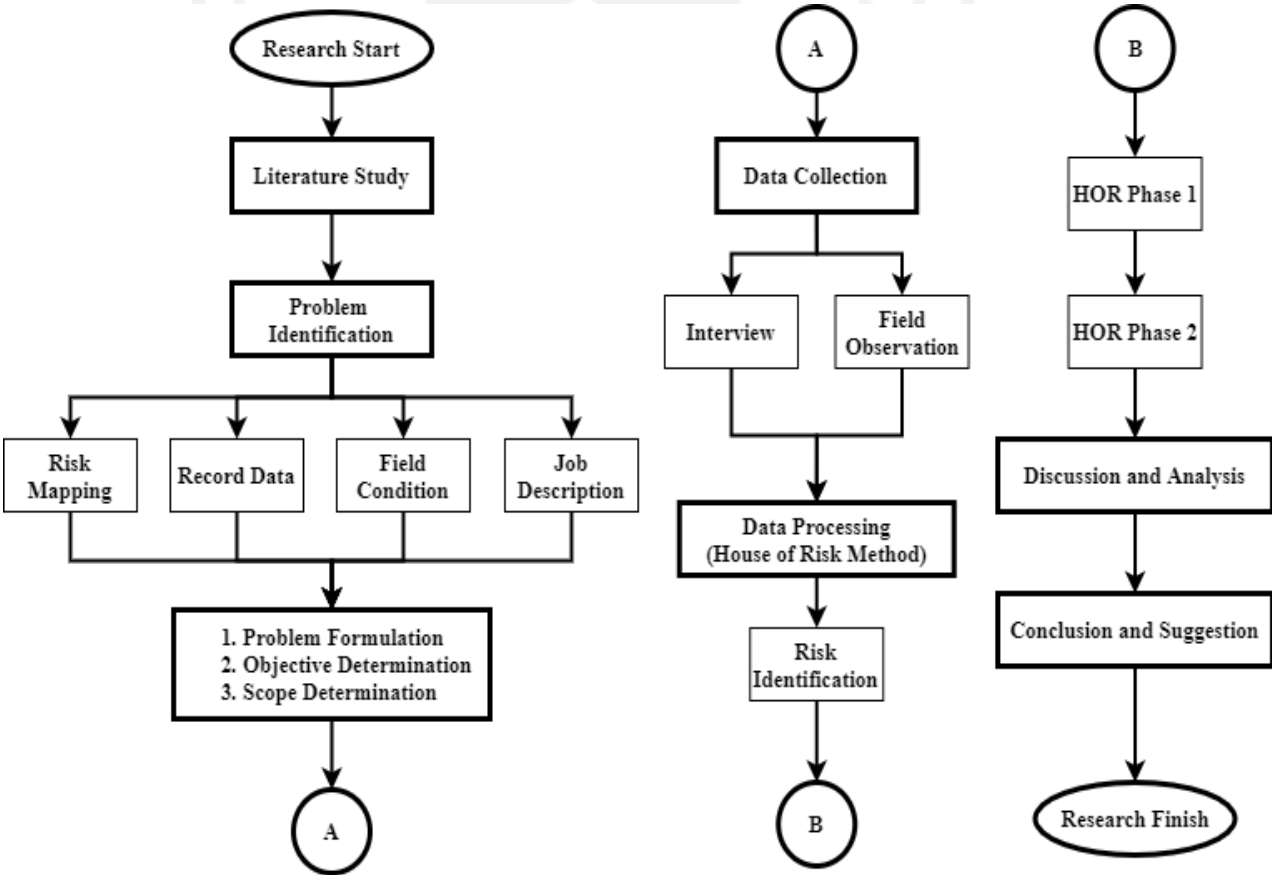 Research Start
Literature Study
Problem
Identification
Risk
Mapping
Record Data
Field
Condition
Job
Description
1. Problem Formulation
2. Objective Determination
3. Scope Determination
A
A
Data Collection
Interview
Field
Observation
Data Processing
(House of Risk Method)
Risk
Identification
B
B
HOR Phase 1
HOR Phase 2
Discussion and Analysis
Conclusion and Suggestion
Research Finish